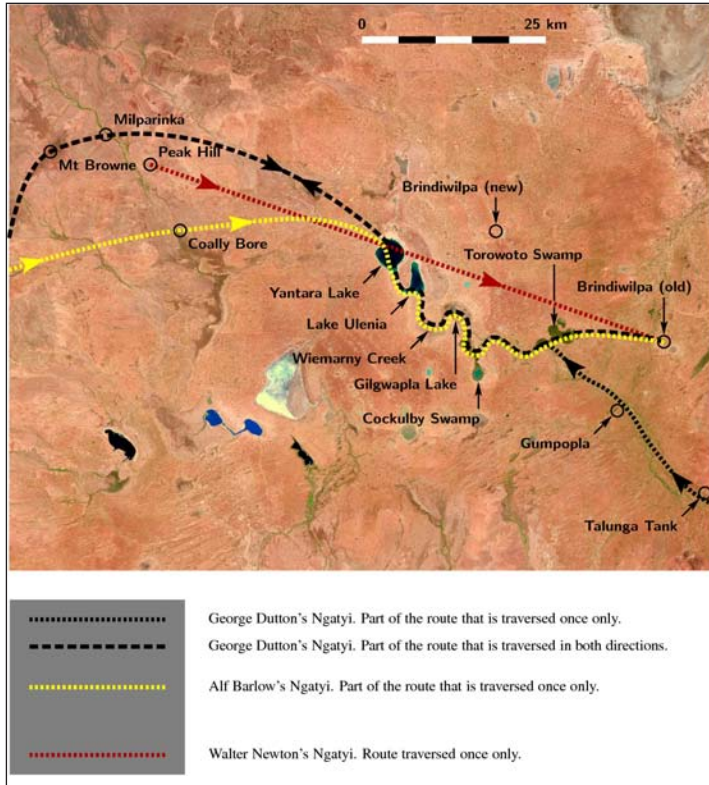 0 25 km
Milparinka
Peak Hill
Mt Browne
Brindiwilpa (new)
Coally Bore
Torowoto Swamp
Yantara Lake
Brindiwilpa (old)
Lake Ulenia
Wiemarny Creek
Gilgwapla Lake
Cockulby Swamp
Gumpopla
Talunga Tank
George Dutton's Ngatyi. Part of the route that is traversed once only.
George Dutton's Ngatyi. Part of the route that is traversed in both directions.
Alf Barlow's Ngatyi. Part of the route that is traversed once only.
Walter Newton's Ngatyi. Route traversed once only.